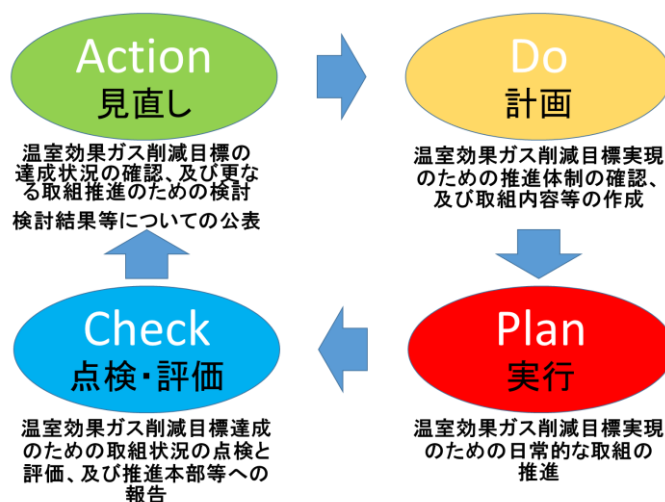 Action
見直し
温室効果ガス削減目標の
達成状況の確認、及び更な
る取組推進のための検討
検討結果等についての公表
Do
計画
温室効果ガス削減目標実現
のための推進体制の確認、
及び取組内容等の作成
Check
点検・評価
温室効果ガス削減目標達成
のための取組状況の点検と
評価、及び推進本部等への
報告
Plan
実行
温室効果ガス削減目標実現
のための日常的な取組の
推進